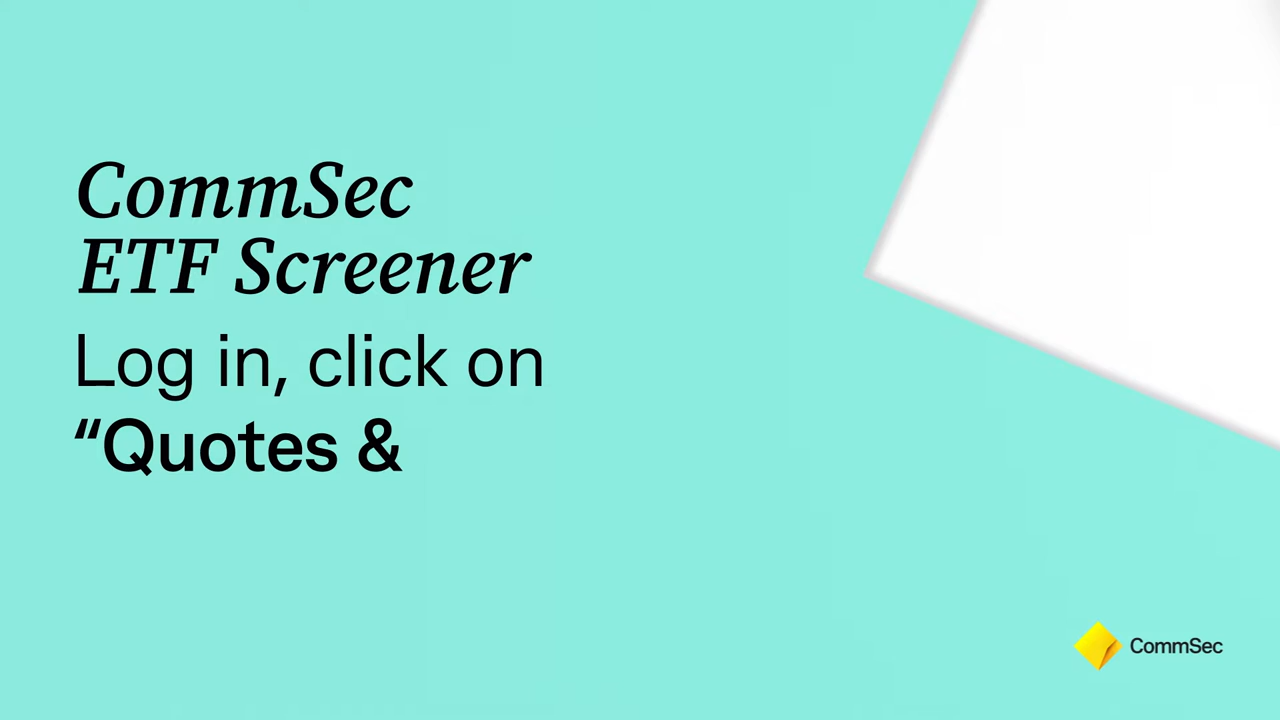 CommSec
ETF Screener
Log in, click on
“Quotes &
CommSec